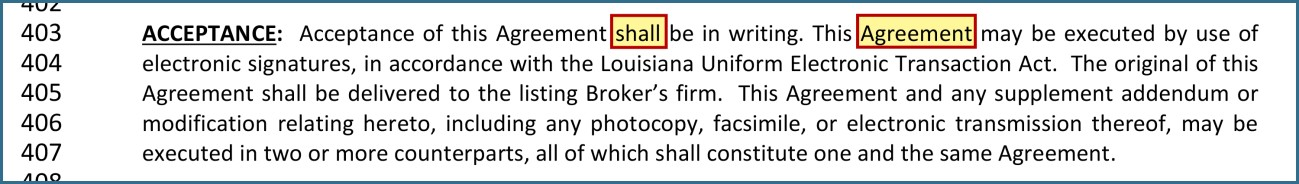 403 ACCEPTANCE: Acceptance of this Agreement shall be in writing. This Agreement may be executed by use of
404 electronic signatures, in accordance with the Louisiana Uniform Electronic Transaction Act. The original of this
405 Agreement shall be delivered to the listing Broker’s firm. This Agreement and any supplement addendum or
406 modification relating hereto, including any photocopy, facsimile, or electronic transmission thereof, may be
407 executed in two or more counterparts, all of which shall constitute one and the same Agreement.